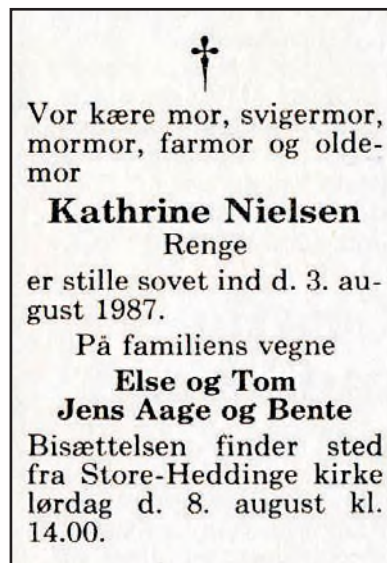 Vor kære mor, svigermor,
mormor, farmor og olde-
mor
Kathrine Nielsen
Renge
er stille sovet ind d. 3. au-
gust 1987.
På familiens vegne
Else og Tom
Jens Aage og Bente
Bisættelsen finder sted
fra Store-Heddinge kirke
lørdag d. 8. august kl.
14.00.